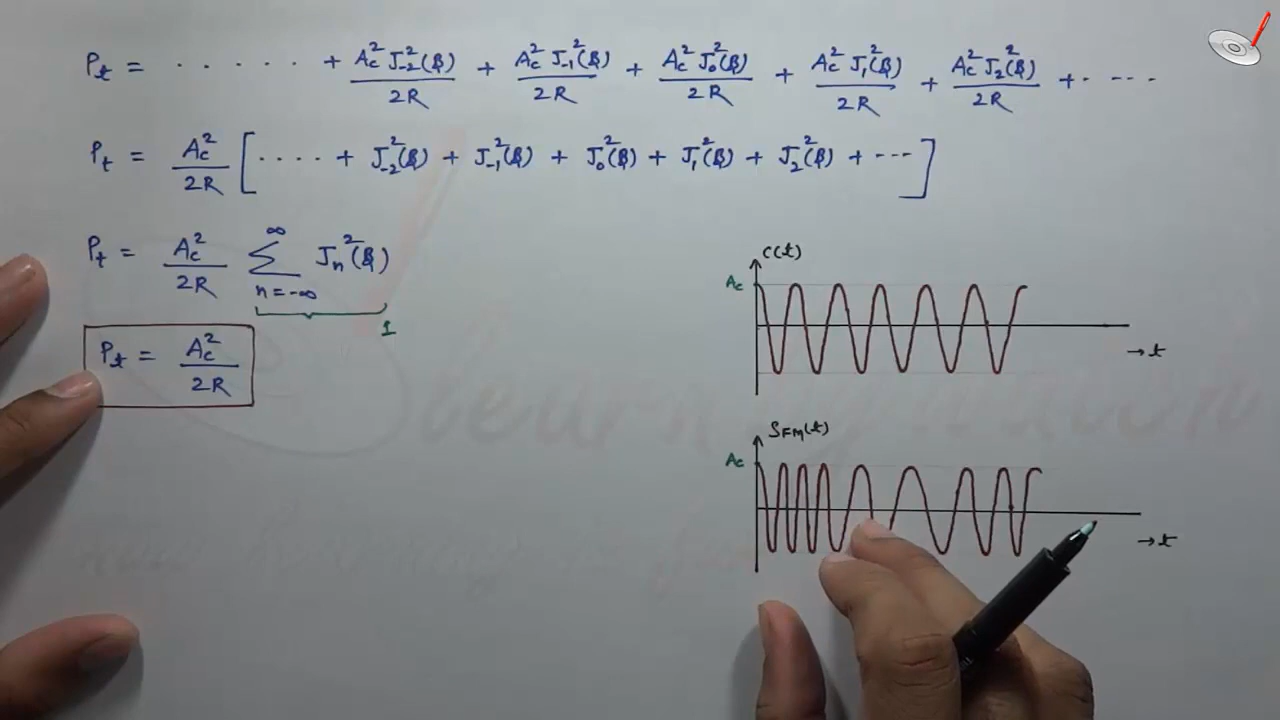 Pt = . . . . . . + Ac² J₋₂²(β)/2R + Ac² J₋₁²(β)/2R + Ac² J₀²(β)/2R + Ac² J₁²(β)/2R + Ac² J₂²(β)/2R + . - - -
Pt = Ac²/2R [ . . . . + J₋₂²(β) + J₋₁²(β) + J₀²(β) + J₁²(β) + J₂²(β) + - - - ]
Pt = Ac²/2R ∑ n=-∞ ∞ Jn²(β)
1
Pt = Ac²/2R
C(t)
Ac
→ t
SFM(t)
Ac
→ t